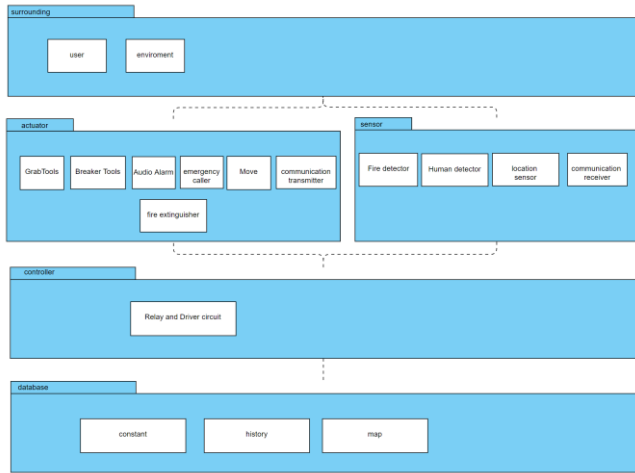 surrounding
user
enviroment
actuator
GrabTools
Breaker Tools
Audio Alarm
emergency
caller
Move
communication
transmitter
fire extinguisher
sensor
Fire detector
Human detector
location
sensor
communication
receiver
controller
Relay and Driver circuit
database
constant
history
map